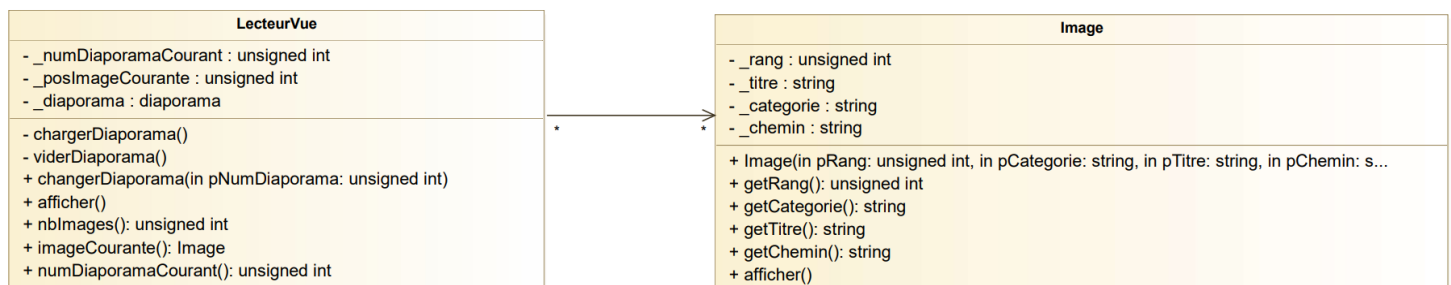 LecteurVue
- _numDiaporamaCourant : unsigned int
- _posImageCourante : unsigned int
- _diaporama : diaporama
- chargerDiaporama()
- viderDiaporama()
+ changerDiaporama(in pNumDiaporama: unsigned int)
+ afficher()
+ nbImages(): unsigned int
+ imageCourante(): Image
+ numDiaporamaCourant(): unsigned int
* *
Image
- _rang : unsigned int
- _titre : string
- _categorie : string
- _chemin : string
+ Image(in pRang: unsigned int, in pCategorie: string, in pTitre: string, in pChemin: s...
+ getRang(): unsigned int
+ getCategorie(): string
+ getTitre(): string
+ getChemin(): string
+ afficher()